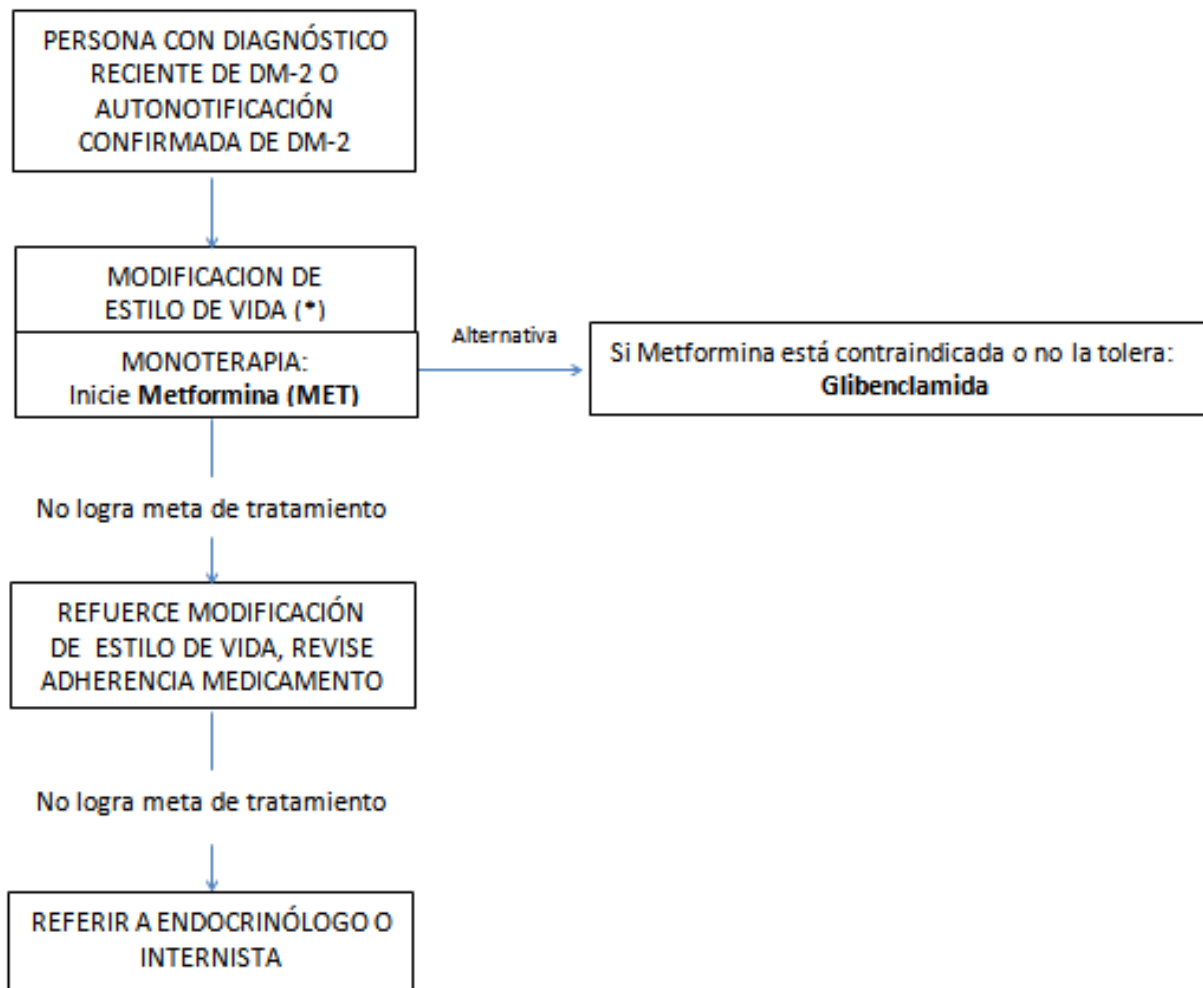 PERSONA CON DIAGNÓSTICO
RECIENTE DE DM-2 O
AUTONOTIFICACIÓN
CONFIRMADA DE DM-2
MODIFICACION DE
ESTILO DE VIDA (*)
MONOTERAPIA:
Inicie Metformina (MET)
Alternativa
Si Metformina está contraindicada o no la tolera:
Glibenclamida
No logra meta de tratamiento
REFUERCE MODIFICACIÓN
DE ESTILO DE VIDA, REVISE
ADHERENCIA MEDICAMENTO
No logra meta de tratamiento
REFERIR A ENDOCRINÓLOGO O
INTERNISTA